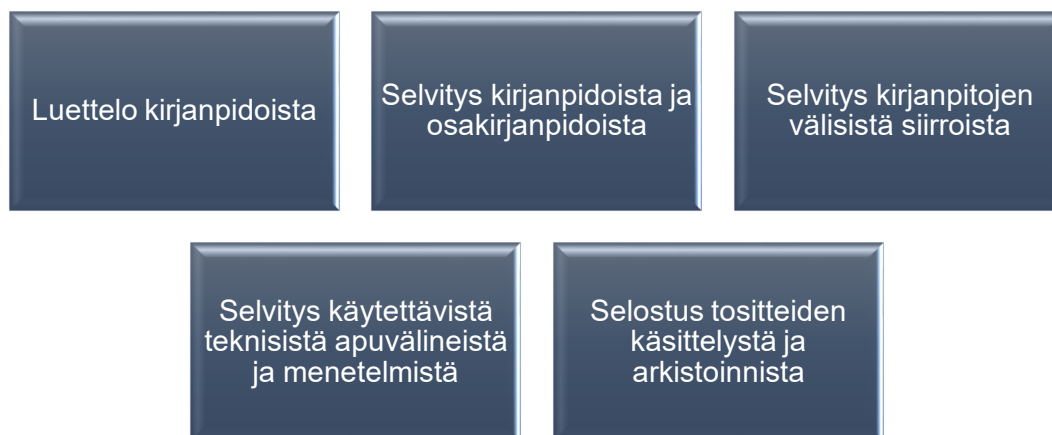 Luettelo kirjanpidoista
Selvitys kirjanpidoista ja
osakirjanpidoista
Selvitys kirjanpitojen
välisistä siirroista
Selvitys käytettävistä
teknisistä apuvälineistä
ja menetelmistä
Selostus tositteiden
käsittelystä ja
arkistoinnista